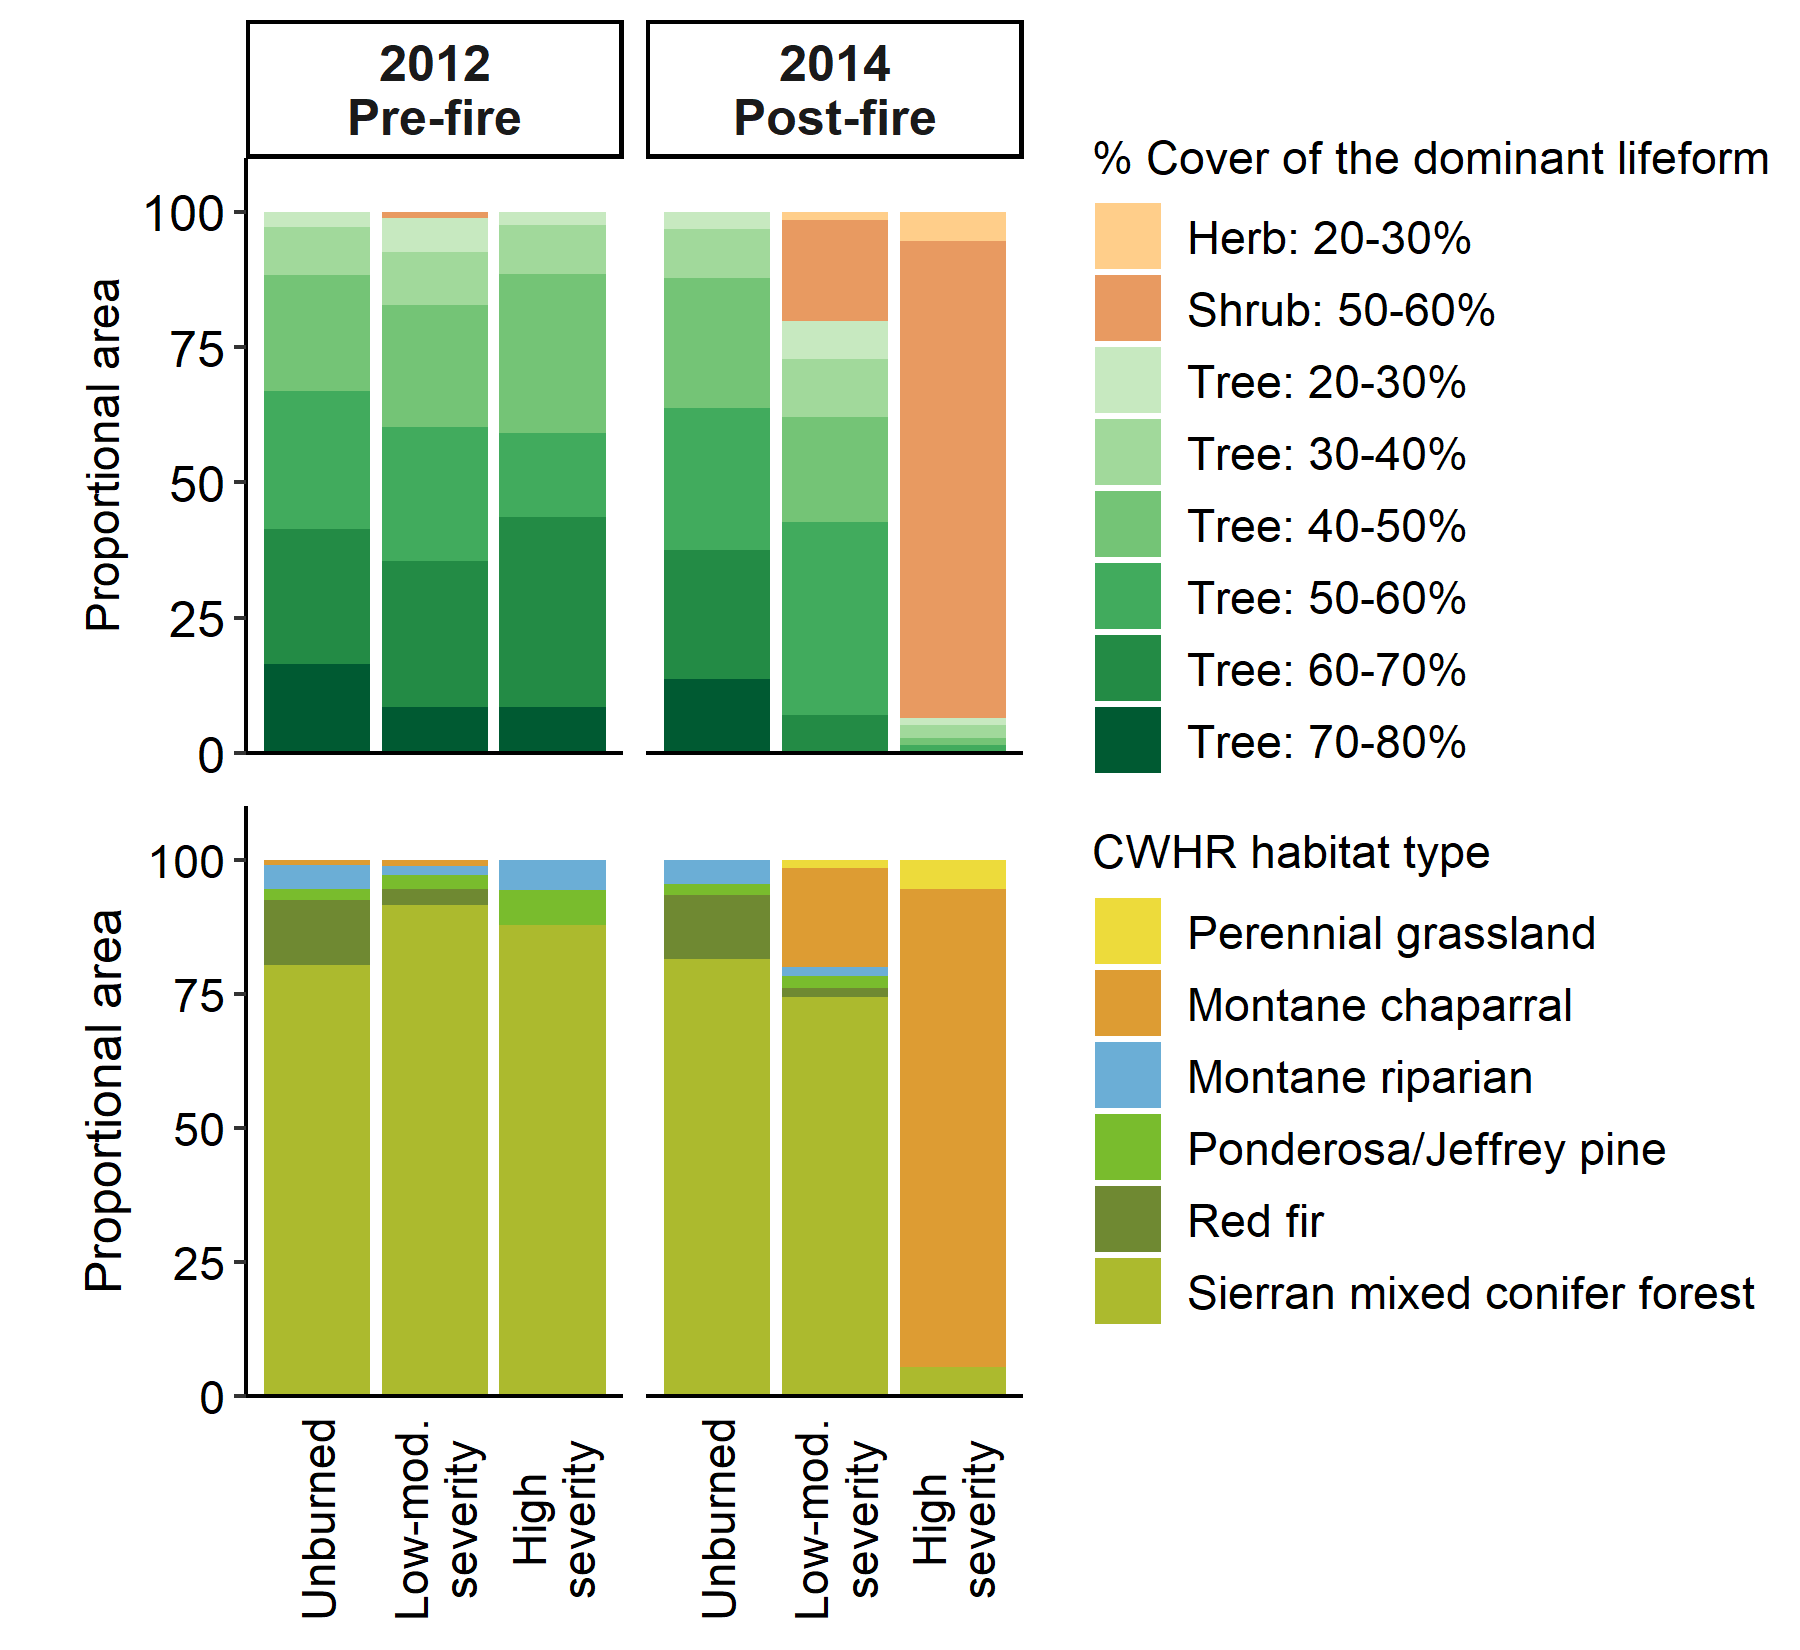 2012
Pre-fire
2014
Post-fire
Proportional area
100
75
50
25
0
% Cover of the dominant lifeform
Herb: 20-30%
Shrub: 50-60%
Tree: 20-30%
Tree: 30-40%
Tree: 40-50%
Tree: 50-60%
Tree: 60-70%
Tree: 70-80%
Proportional area
100
75
50
25
0
CWHR habitat type
Perennial grassland
Montane chaparral
Montane riparian
Ponderosa/Jeffrey pine
Red fir
Sierran mixed conifer forest
Unburned
Low-mod.
severity
High
severity
Unburned
Low-mod.
severity
High
severity